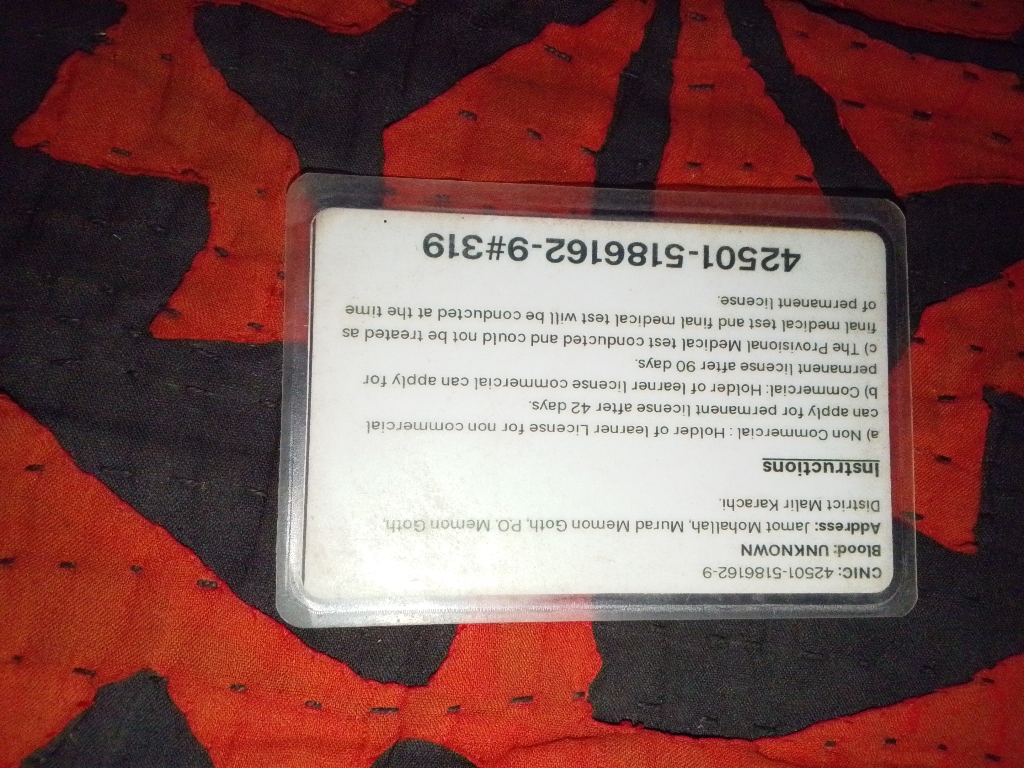 CNIC: 42501-5186162-9
Blood: UNKNOWN
Address: Jamot Mohallah, Murad Memon Goth, P.O. Memon Goth,
District Malir Karachi.
Instructions
a) Non Commercial : Holder of learner License for non commercial
can apply for permanent license after 42 days.
b) Commercial: Holder of learner license commercial can apply for
permanent license after 90 days.
c) The Provisional Medical test conducted and could not be treated as
final medical test and final medical test will be conducted at the time
of permanent license.
42501-5186162-9#319